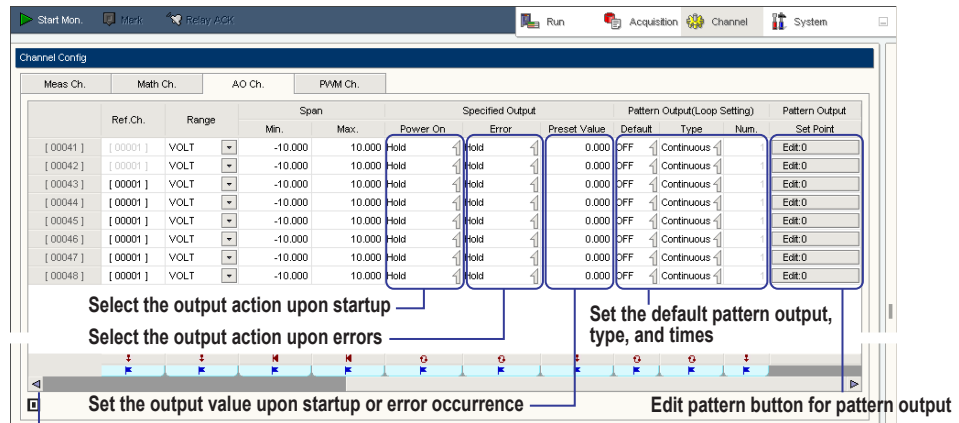 Start Mon. Mark Relay ACK Run Acquisition Channel System
Channel Config
Meas Ch. Math Ch. AO Ch. PWM Ch.
Ref.Ch. Range Span Specified Output Pattern Output(Loop Setting) Pattern Output
Min. Max. Power On Error Preset Value Default Type Num. Set Point
[ 00041 ] [ 00001 ] VOLT -10.000 10.000 Hold Hold 0.000 OFF Continuous 1 Edit:0
[ 00042 ] [ 00001 ] VOLT -10.000 10.000 Hold Hold 0.000 OFF Continuous 1 Edit:0
[ 00043 ] [ 00001 ] VOLT -10.000 10.000 Hold Hold 0.000 OFF Continuous 1 Edit:0
[ 00044 ] [ 00001 ] VOLT -10.000 10.000 Hold Hold 0.000 OFF Continuous 1 Edit:0
[ 00045 ] [ 00001 ] VOLT -10.000 10.000 Hold Hold 0.000 OFF Continuous 1 Edit:0
[ 00046 ] [ 00001 ] VOLT -10.000 10.000 Hold Hold 0.000 OFF Continuous 1 Edit:0
[ 00047 ] [ 00001 ] VOLT -10.000 10.000 Hold Hold 0.000 OFF Continuous 1 Edit:0
[ 00048 ] [ 00001 ] VOLT -10.000 10.000 Hold Hold 0.000 OFF Continuous 1 Edit:0
Select the output action upon startup
Select the output action upon errors
Set the default pattern output,
type, and times
Set the output value upon startup or error occurrence
Edit pattern button for pattern output